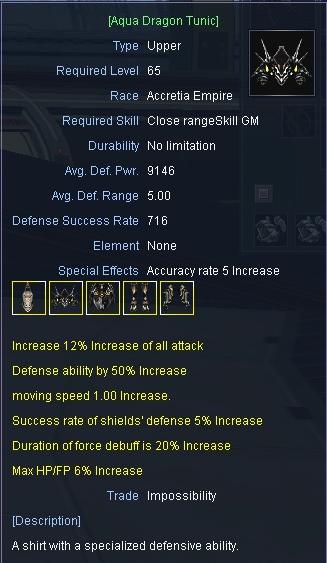 [Aqua Dragon Tunic]
Type Upper
Required Level 65
Race Accretia Empire
Required Skill Close rangeSkill GM
Durability No limitation
Avg. Def. Pwr. 9146
Avg. Def. Range 5.00
Defense Success Rate 716
Element None
Special Effects Accuracy rate 5 Increase
Increase 12% Increase of all attack
Defense ability by 50% Increase
moving speed 1.00 Increase.
Success rate of shields' defense 5% Increase
Duration of force debuff is 20% Increase
Max HP/FP 6% Increase
Trade Impossibility
[Description]
A shirt with a specialized defensive ability.